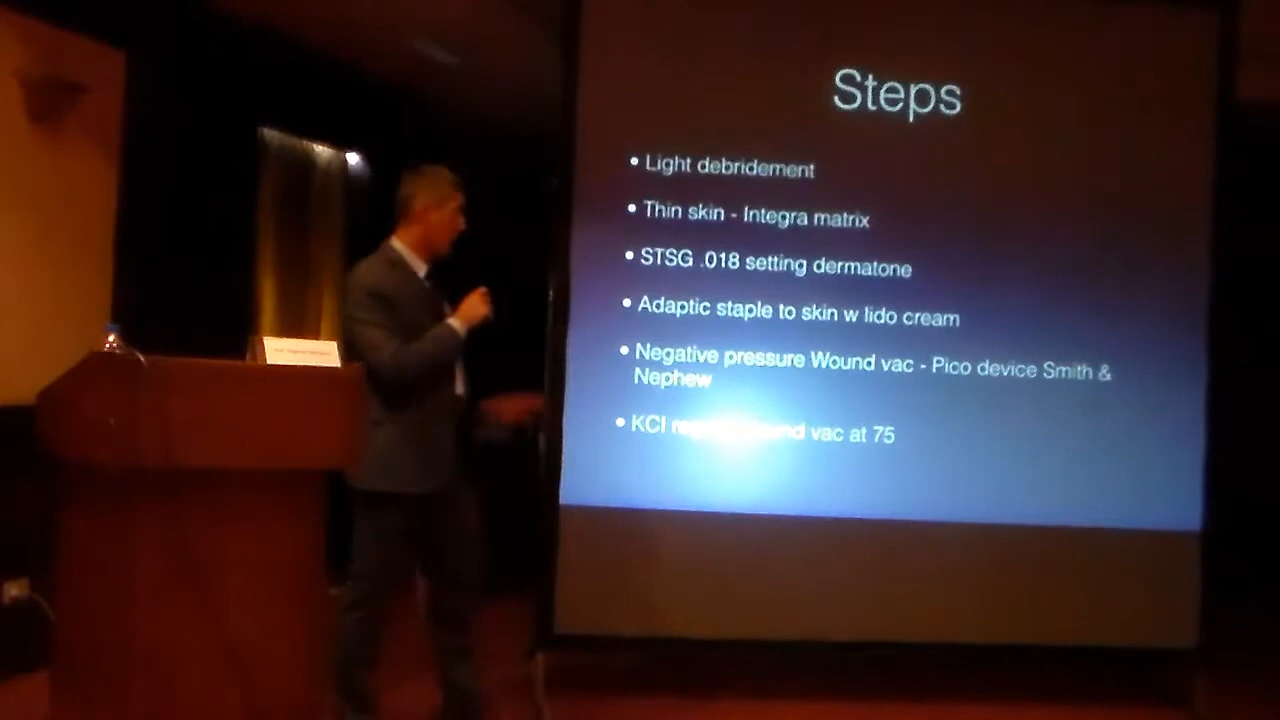 Steps
• Light debridement
• Thin skin - Integra matrix
• STSG .018 setting dermatone
• Adaptic staple to skin w lido cream
• Negative pressure Wound vac - Pico device Smith &
Nephew
• KCI vac at 75